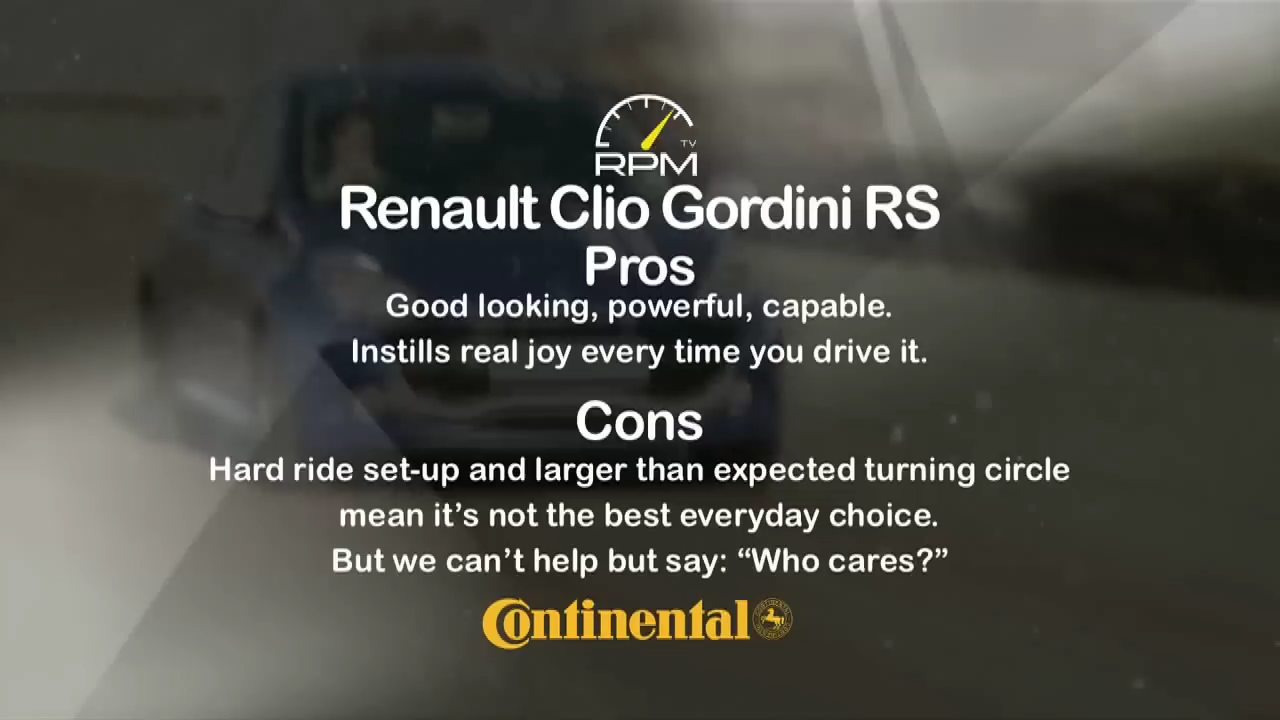 TV
RPM
Renault Clio Gordini RS
Pros
Good looking, powerful, capable.
Instills real joy every time you drive it.
Cons
Hard ride set-up and larger than expected turning circle
mean it’s not the best everyday choice.
But we can’t help but say: “Who cares?”
Continental